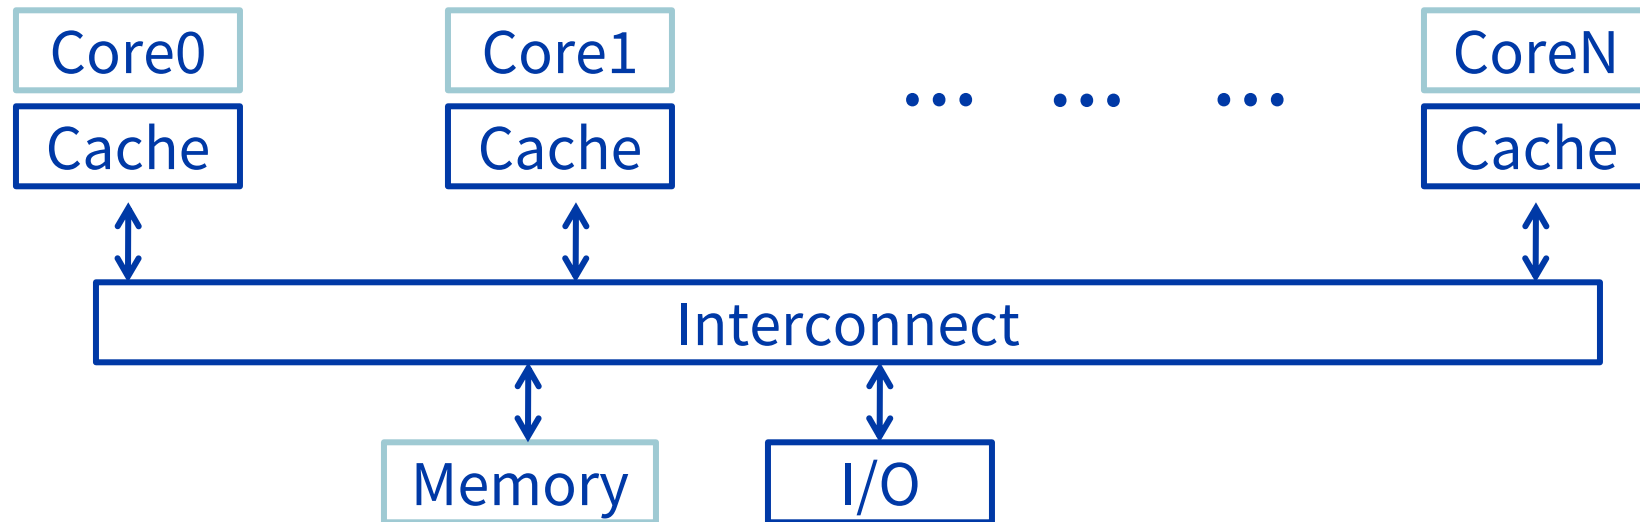 Core0 Core1 ... ... ... CoreN
Cache Cache Cache
Interconnect
Memory I/O